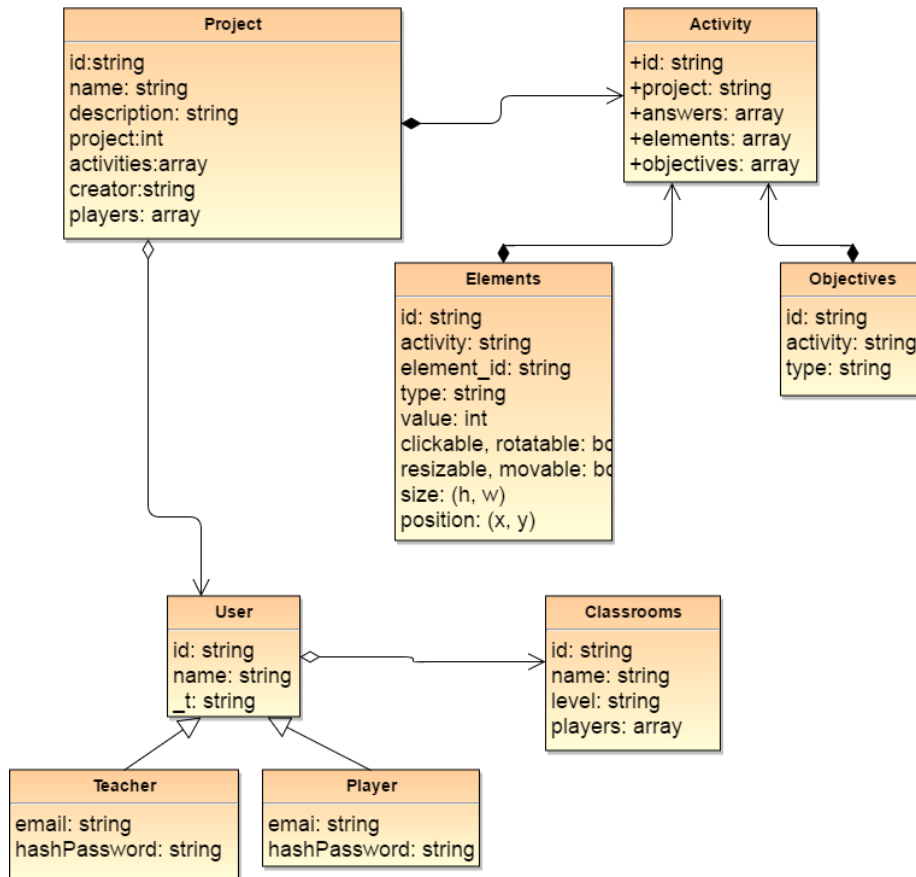 Project
id:string
name: string
description: string
project:int
activities:array
creator:string
players: array
Activity
+id: string
+project: string
+answers: array
+elements: array
+objectives: array
Elements
id: string
activity: string
element_id: string
type: string
value: int
clickable, rotatable: bo
resizable, movable: bo
size: (h, w)
position: (x, y)
Objectives
id: string
activity: string
type: string
User
id: string
name: string
_t: string
Classrooms
id: string
name: string
level: string
players: array
Teacher
email: string
hashPassword: string
Player
emai: string
hashPassword: string